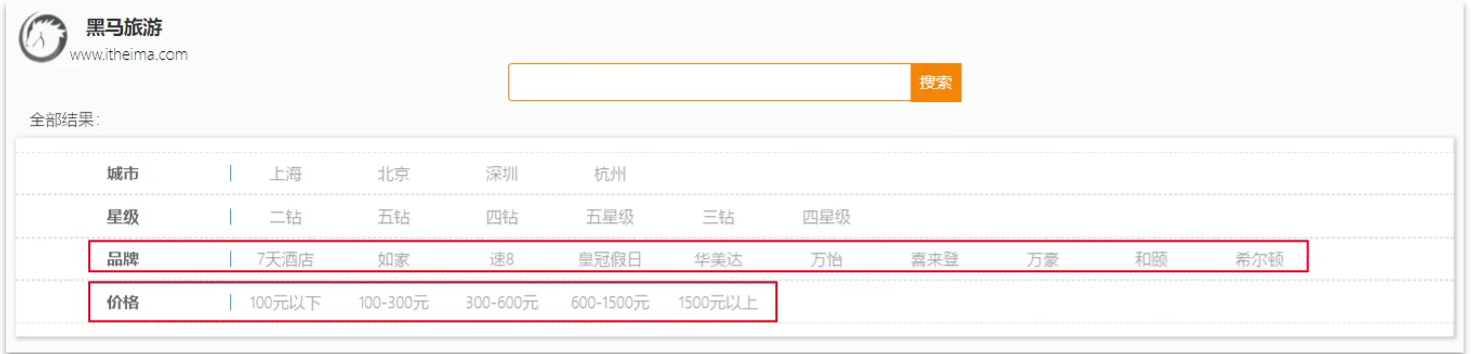 黑马旅游
www.itheima.com
搜索
全部结果:
城市 上海 北京 深圳 杭州
星级 二钻 五钻 四钻 五星级 三钻 四星级
品牌 7天酒店 如家 速8 皇冠假日 华美达 万怡 喜来登 万豪 和颐 希尔顿
价格 100元以下 100-300元 300-600元 600-1500元 1500元以上